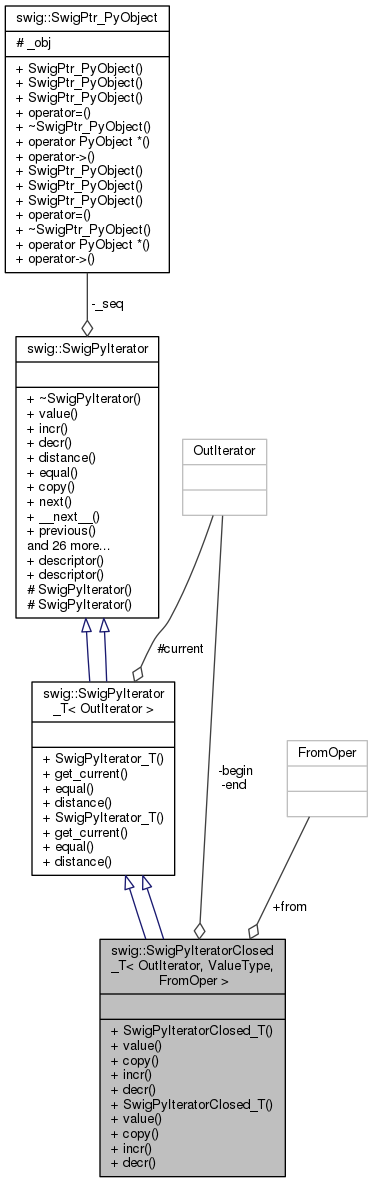 swig::SwigPtr_PyObject
# _obj
+ SwigPtr_PyObject()
+ SwigPtr_PyObject()
+ SwigPtr_PyObject()
+ operator=()
+ ~SwigPtr_PyObject()
+ operator PyObject *()
+ operator->()
+ SwigPtr_PyObject()
+ SwigPtr_PyObject()
+ SwigPtr_PyObject()
+ operator=()
+ ~SwigPtr_PyObject()
+ operator PyObject *()
+ operator->()
-_seq
swig::SwigPyIterator
+ ~SwigPyIterator()
+ value()
+ incr()
+ decr()
+ distance()
+ equal()
+ copy()
+ next()
+ __next__()
+ previous()
and 26 more...
+ descriptor()
+ descriptor()
# SwigPyIterator()
# SwigPyIterator()
OutIterator
#current
swig::SwigPyIterator
_T< OutIterator >
+ SwigPyIterator_T()
+ get_current()
+ equal()
+ distance()
+ SwigPyIterator_T()
+ get_current()
+ equal()
+ distance()
-begin
-end
FromOper
+from
swig::SwigPyIteratorClosed
_T< OutIterator, ValueType,
FromOper >
+ SwigPyIteratorClosed_T()
+ value()
+ copy()
+ incr()
+ decr()
+ SwigPyIteratorClosed_T()
+ value()
+ copy()
+ incr()
+ decr()